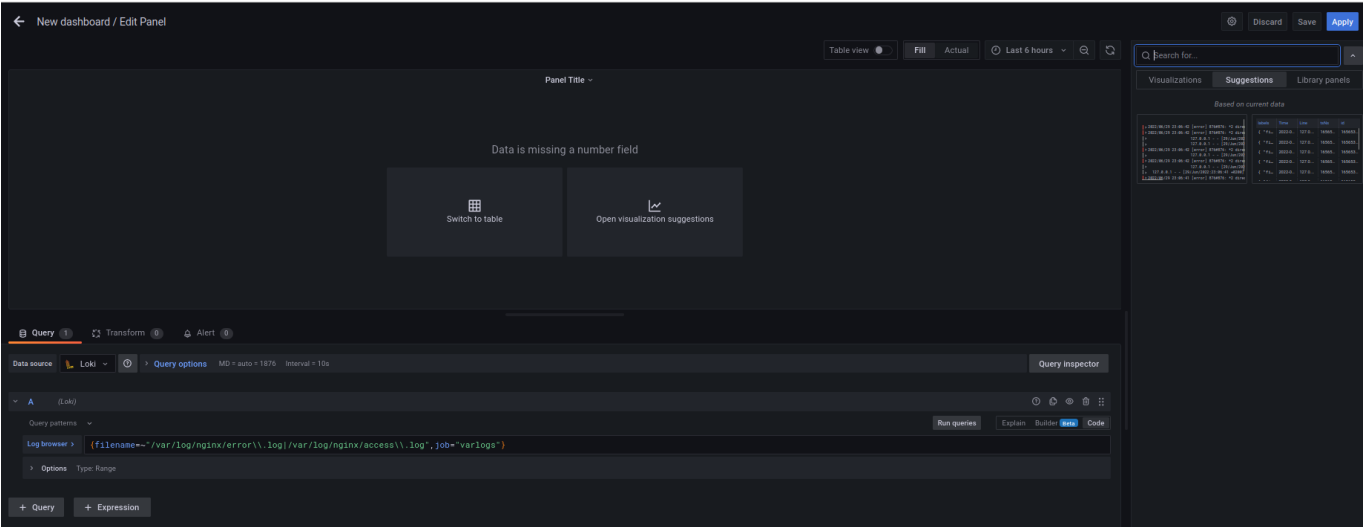 New dashboard / Edit Panel
Discard
Save
Apply
Table view
Fill
Actual
Last 6 hours
Search for...
Visualizations
Suggestions
Library panels
Panel Title
Based on current data
Data is missing a number field
Switch to table
Open visualization suggestions
Query 1
Transform 0
Alert 0
Data source
Loki
Query options
MD = auto = 1876
Interval = 10s
Query inspector
A
(Loki)
Query patterns
Run queries
Explain
Builder Beta
Code
Log browser >
{filename=~"/var/log/nginx/error\\.log|/var/log/nginx/access\\.log",job="varlogs"}
Options
Type: Range
+ Query
+ Expression